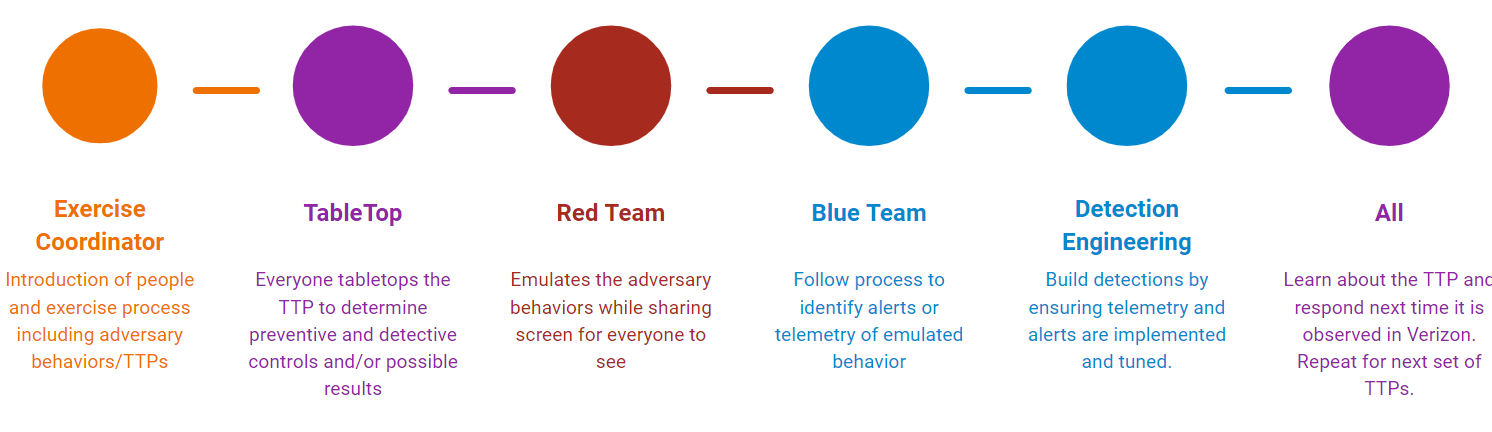 Exercise
Coordinator
Introduction of people
and exercise process
including adversary
behaviors/TTPs
TableTop
Everyone tabletops the
TTP to determine
preventive and detective
controls and/or possible
results
Red Team
Emulates the adversary
behaviors while sharing
screen for everyone to
see
Blue Team
Follow process to
identify alerts or
telemetry of emulated
behavior
Detection
Engineering
Build detections by
ensuring telemetry and
alerts are implemented
and tuned.
All
Learn about the TTP and
respond next time it is
observed in Verizon.
Repeat for next set of
TTPs.